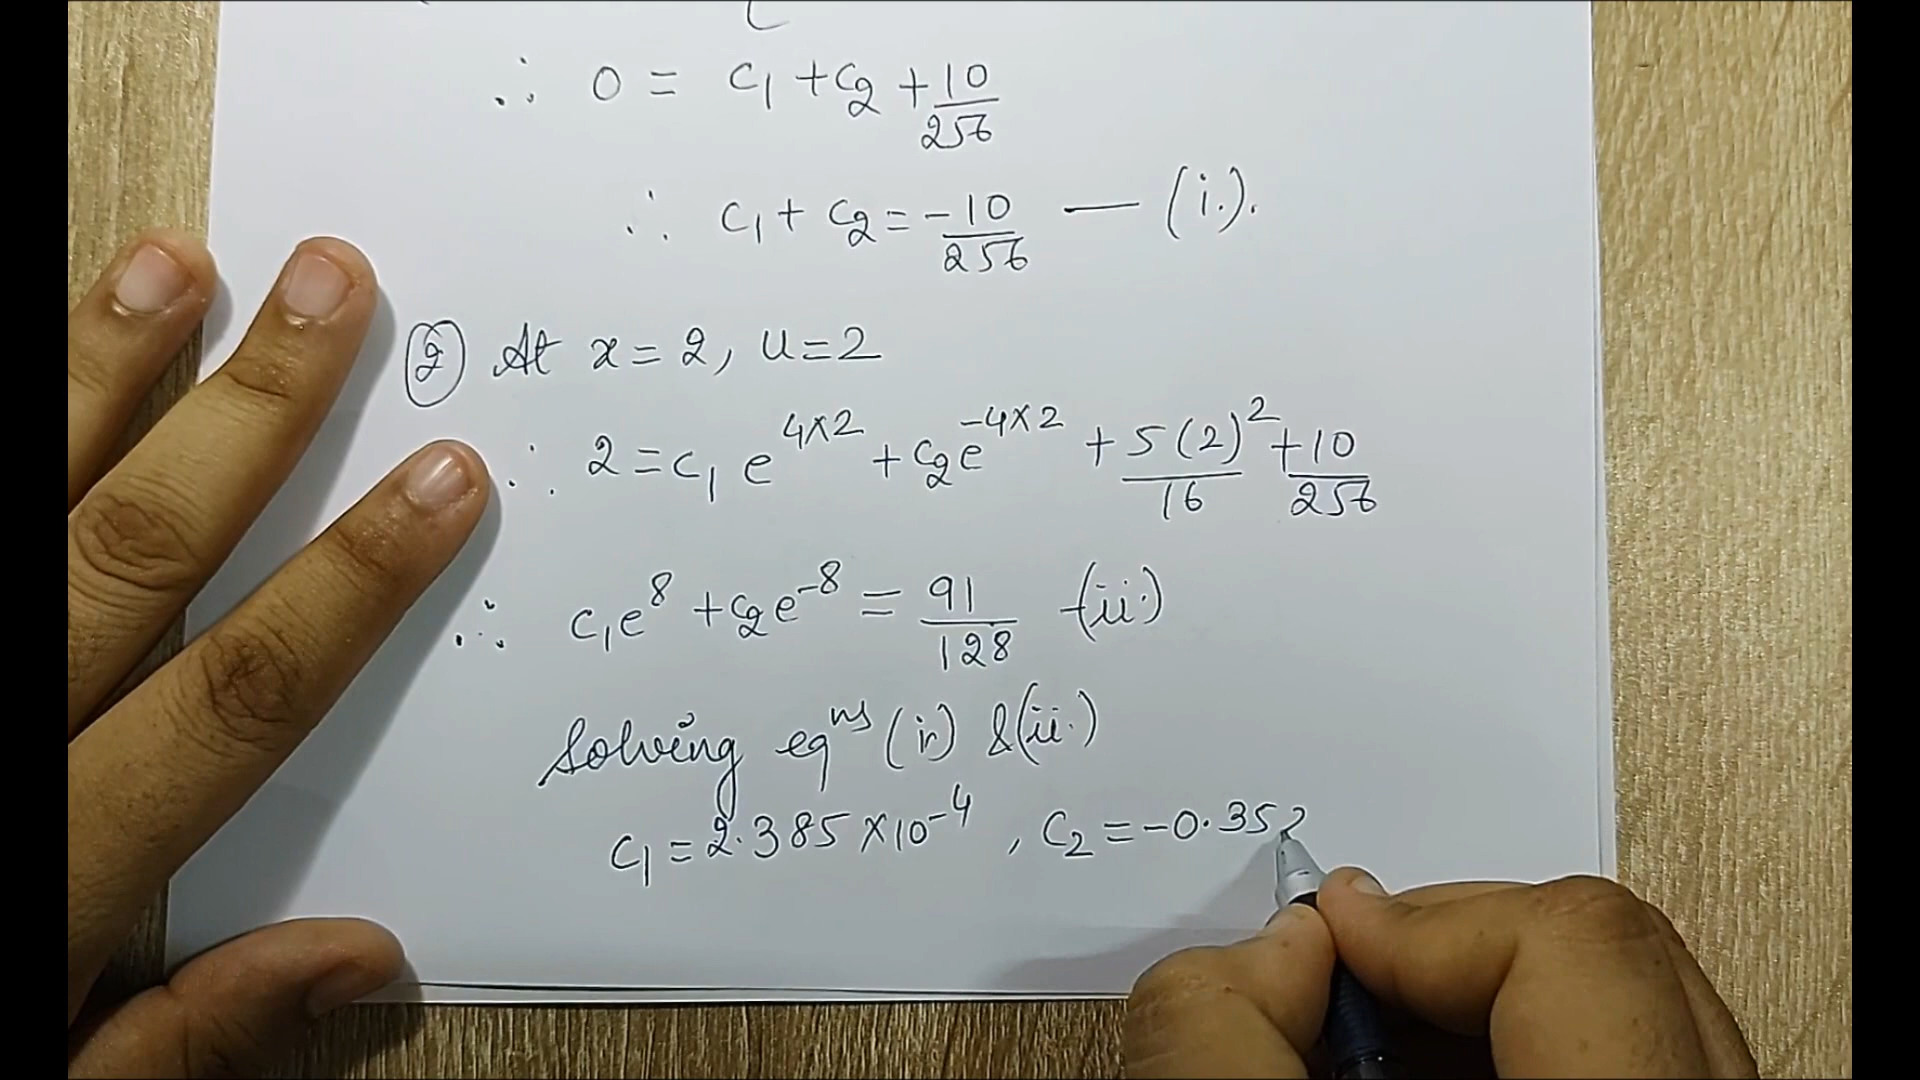 ∴ 0 = C₁ + C₂ + 10/256
∴ C₁ + C₂ = -10/256 — (i.).
② At x = 2, u = 2
∴ 2 = C₁ e^(4×2) + C₂ e^(-4×2) + 5(2)²/16 + 10/256
∴ C₁e⁸ + C₂e⁻⁸ = 91/128 -(ii.)
Solving eqⁿˢ (i) & (ii.)
C₁ = 2.385 × 10⁻⁴ , C₂ = -0.352